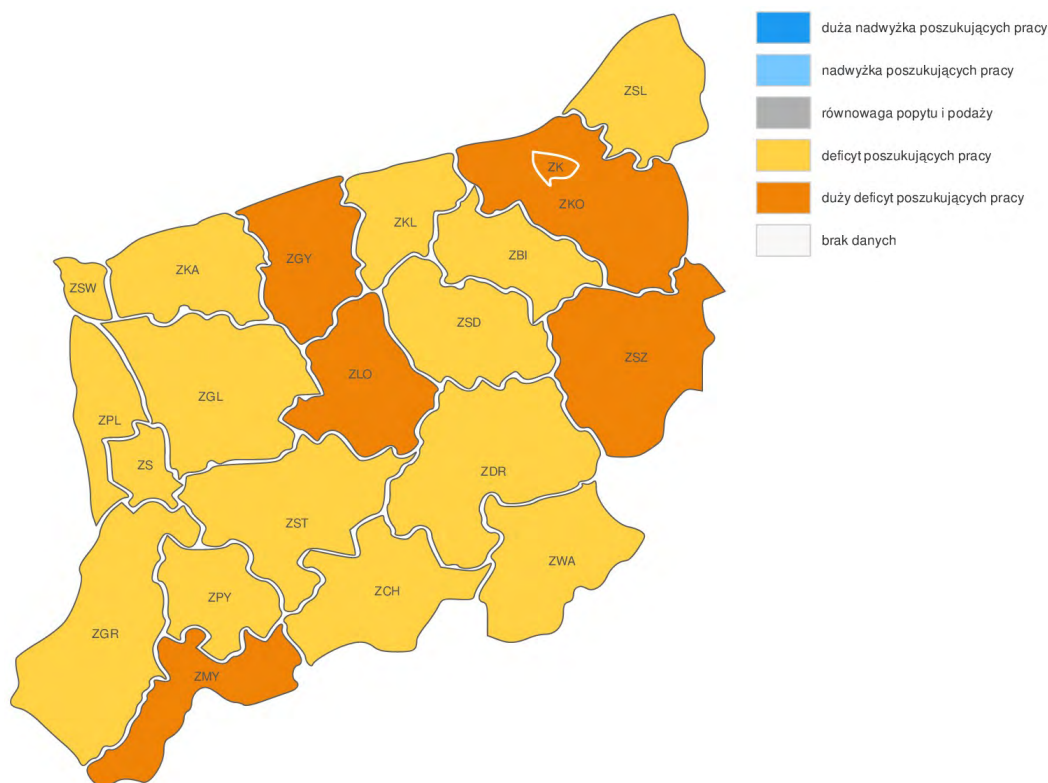 duża nadwyżka poszukujących pracy
nadwyżka poszukujących pracy
równowaga popytu i podaży
deficyt poszukujących pracy
duży deficyt poszukujących pracy
brak danych
ZSL
ZK
ZKO
ZKL
ZBI
ZGY
ZKA
ZSW
ZSD
ZSZ
ZLO
ZGL
ZPL
ZS
ZDR
ZST
ZWA
ZCH
ZPY
ZGR
ZMY